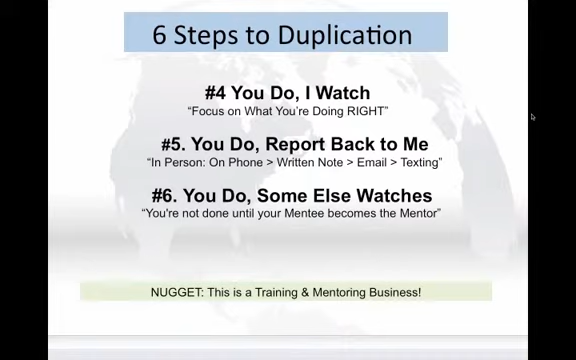 6 Steps to Duplication
#4 You Do, I Watch
“Focus on What You’re Doing RIGHT”
#5. You Do, Report Back to Me
“In Person: On Phone > Written Note > Email > Texting”
#6. You Do, Some Else Watches
“You're not done until your Mentee becomes the Mentor”
NUGGET: This is a Training & Mentoring Business!